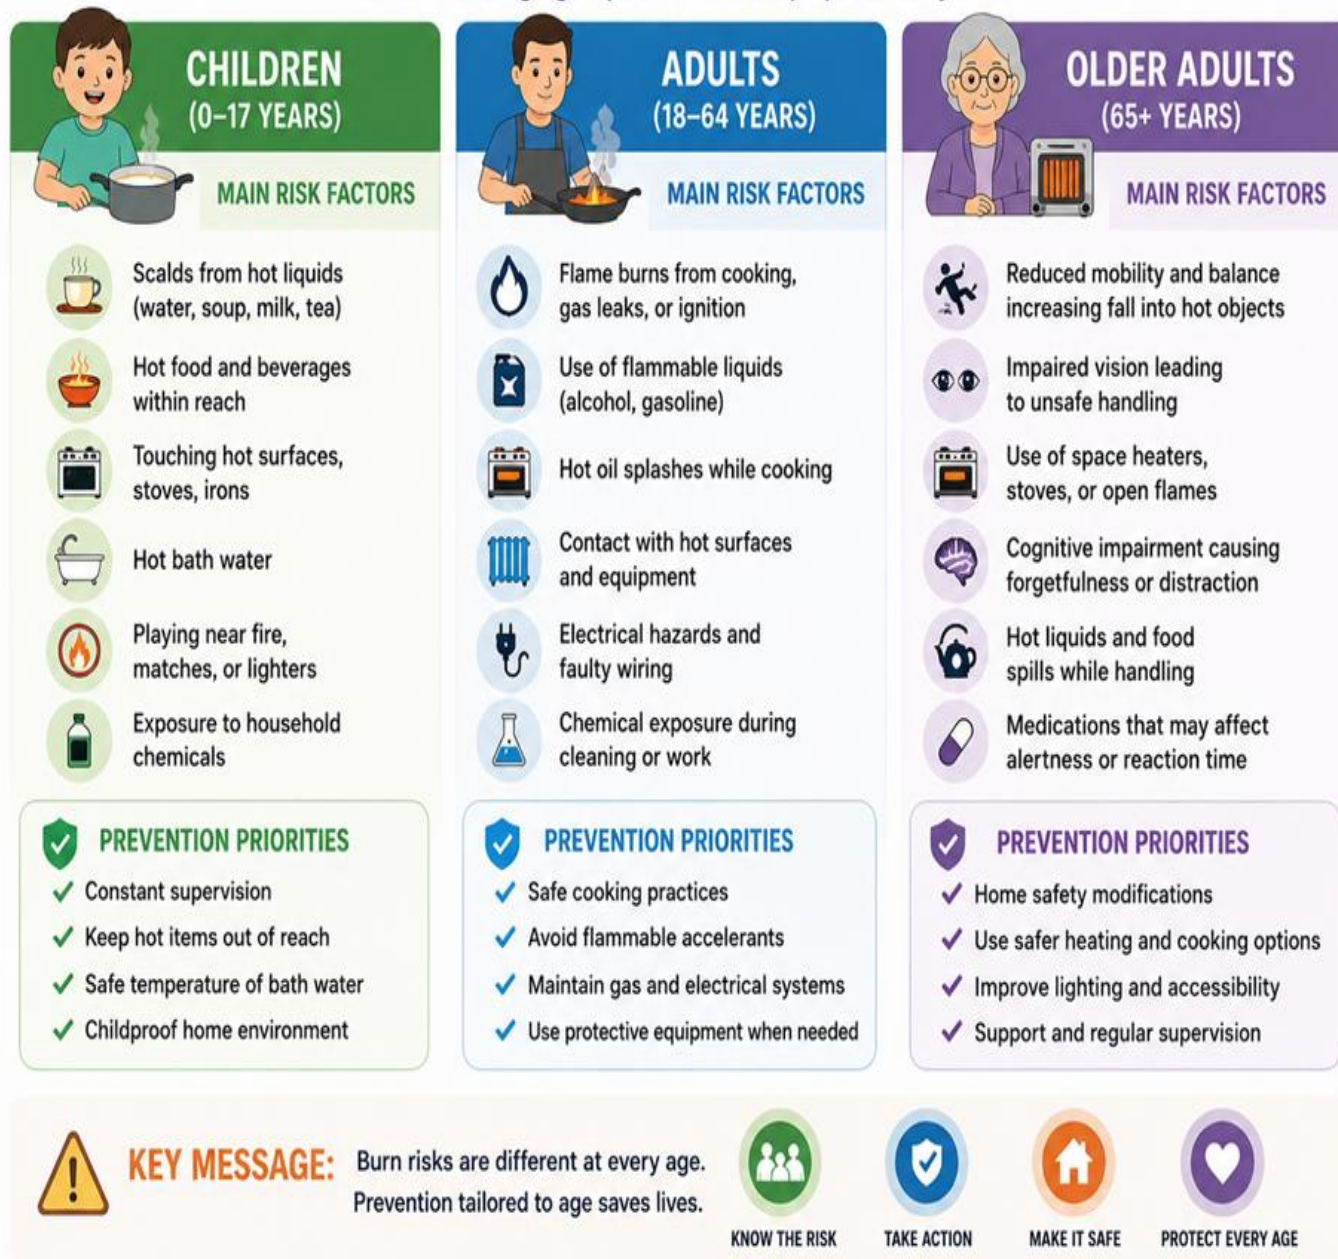 CHILDREN
(0–17 YEARS)
MAIN RISK FACTORS
Scalds from hot liquids
(water, soup, milk, tea)
Hot food and beverages
within reach
Touching hot surfaces,
stoves, irons
Hot bath water
Playing near fire,
matches, or lighters
Exposure to household
chemicals
PREVENTION PRIORITIES
Constant supervision
Keep hot items out of reach
Safe temperature of bath water
Childproof home environment
ADULTS
(18–64 YEARS)
MAIN RISK FACTORS
Flame burns from cooking,
gas leaks, or ignition
Use of flammable liquids
(alcohol, gasoline)
Hot oil splashes while cooking
Contact with hot surfaces
and equipment
Electrical hazards and
faulty wiring
Chemical exposure during
cleaning or work
PREVENTION PRIORITIES
Safe cooking practices
Avoid flammable accelerants
Maintain gas and electrical systems
Use protective equipment when needed
OLDER ADULTS
(65+ YEARS)
MAIN RISK FACTORS
Reduced mobility and balance
increasing fall into hot objects
Impaired vision leading
to unsafe handling
Use of space heaters,
stoves, or open flames
Cognitive impairment causing
forgetfulness or distraction
Hot liquids and food
spills while handling
Medications that may affect
alertness or reaction time
PREVENTION PRIORITIES
Home safety modifications
Use safer heating and cooking options
Improve lighting and accessibility
Support and regular supervision
KEY MESSAGE:
Burn risks are different at every age.
Prevention tailored to age saves lives.
KNOW THE RISK
TAKE ACTION
MAKE IT SAFE
PROTECT EVERY AGE